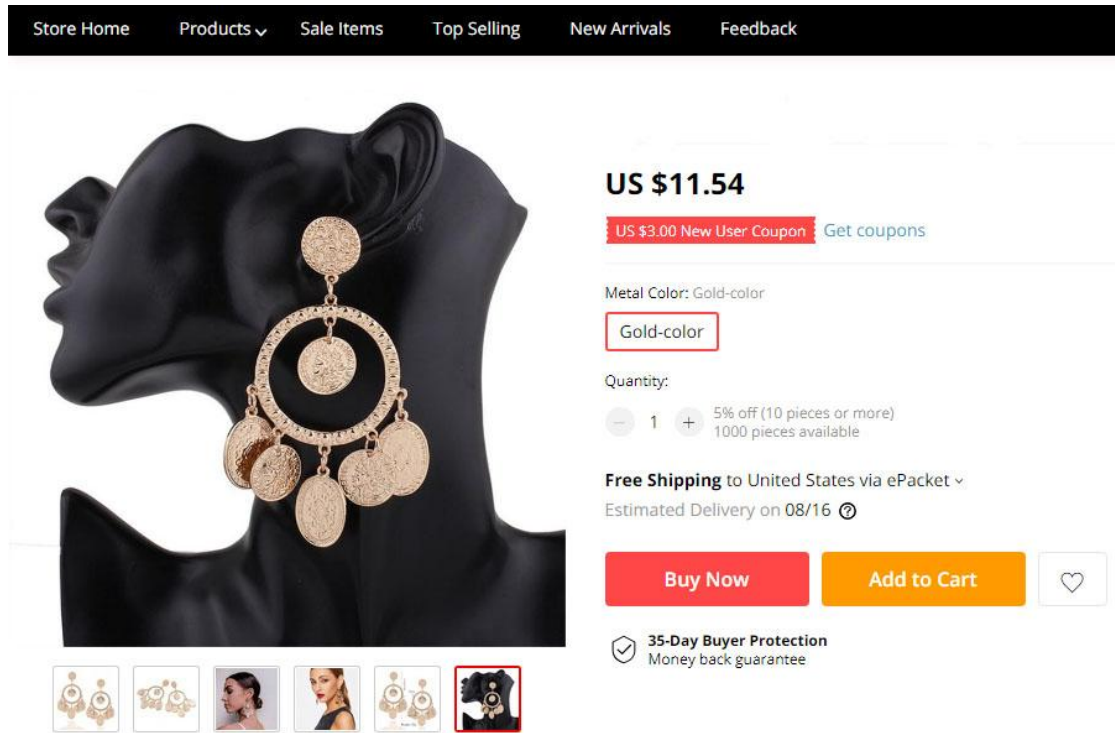 Store Home Products Sale Items Top Selling New Arrivals Feedback
US $11.54
US $3.00 New User Coupon Get coupons
Metal Color: Gold-color
Gold-color
Quantity:
1 + 5% off (10 pieces or more)
1000 pieces available
Free Shipping to United States via ePacket
Estimated Delivery on 08/16 ?
Buy Now Add to Cart
35-Day Buyer Protection
Money back guarantee